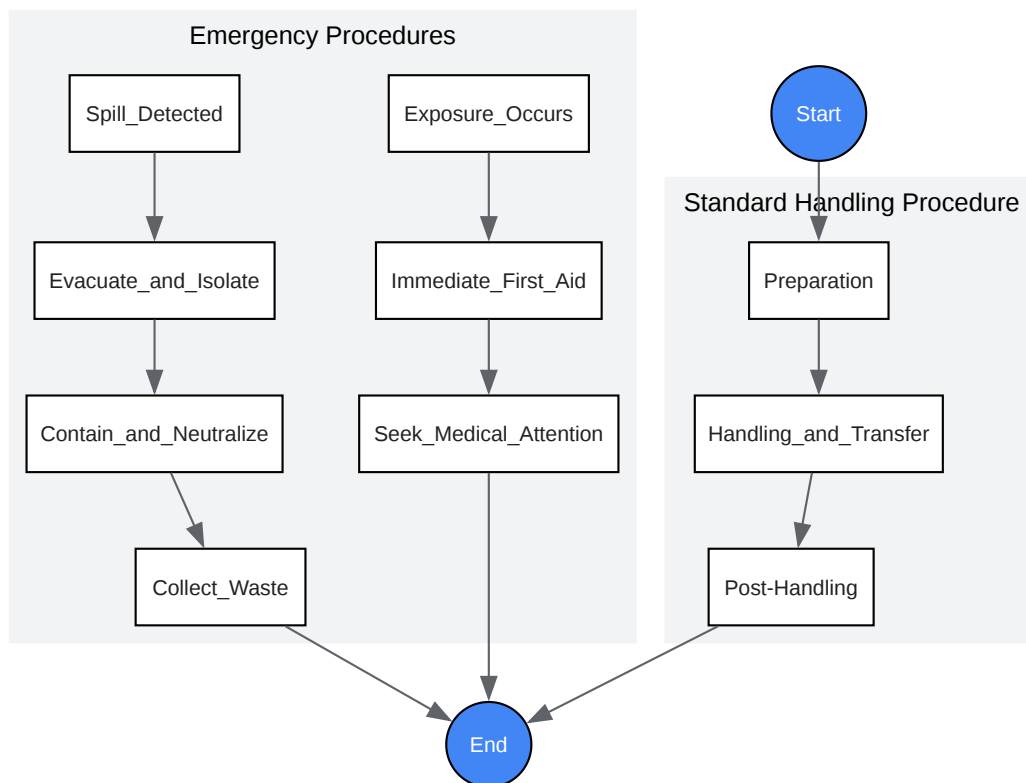 Emergency Procedures
Spill_Detected
Exposure_Occurs
Start
Standard Handling Procedure
Evacuate_and_Isolate
Immediate_First_Aid
Preparation
Contain_and_Neutralize
Seek_Medical_Attention
Handling_and_Transfer
Collect_Waste
Post-Handling
End